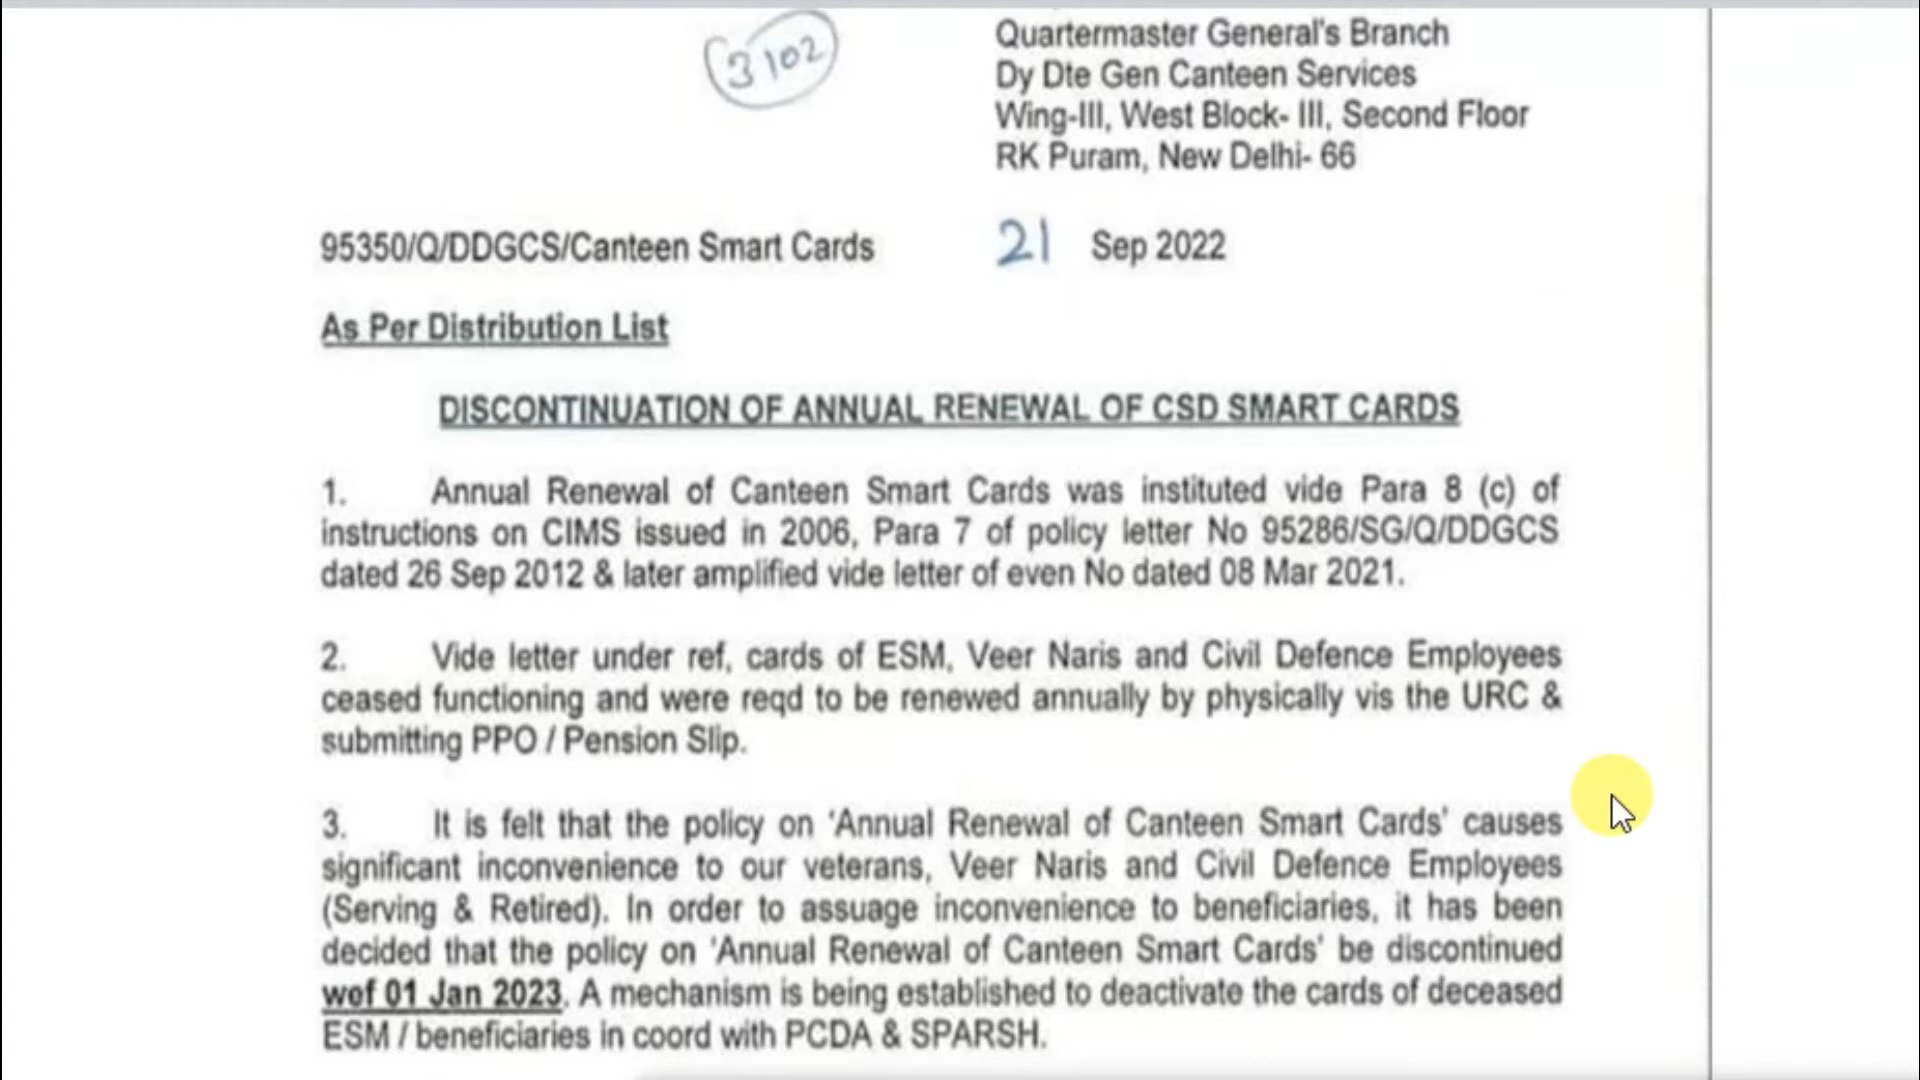 3102
Quartermaster General's Branch
Dy Dte Gen Canteen Services
Wing-III, West Block- III, Second Floor
RK Puram, New Delhi- 66
95350/Q/DDGCS/Canteen Smart Cards 21 Sep 2022
As Per Distribution List
DISCONTINUATION OF ANNUAL RENEWAL OF CSD SMART CARDS
1. Annual Renewal of Canteen Smart Cards was instituted vide Para 8 (c) of
instructions on CIMS issued in 2006, Para 7 of policy letter No 95286/SG/Q/DDGCS
dated 26 Sep 2012 & later amplified vide letter of even No dated 08 Mar 2021.
2. Vide letter under ref, cards of ESM, Veer Naris and Civil Defence Employees
ceased functioning and were reqd to be renewed annually by physically vis the URC &
submitting PPO / Pension Slip.
3. It is felt that the policy on 'Annual Renewal of Canteen Smart Cards' causes
significant inconvenience to our veterans, Veer Naris and Civil Defence Employees
(Serving & Retired). In order to assuage inconvenience to beneficiaries, it has been
decided that the policy on 'Annual Renewal of Canteen Smart Cards' be discontinued
wef 01 Jan 2023. A mechanism is being established to deactivate the cards of deceased
ESM / beneficiaries in coord with PCDA & SPARSH.